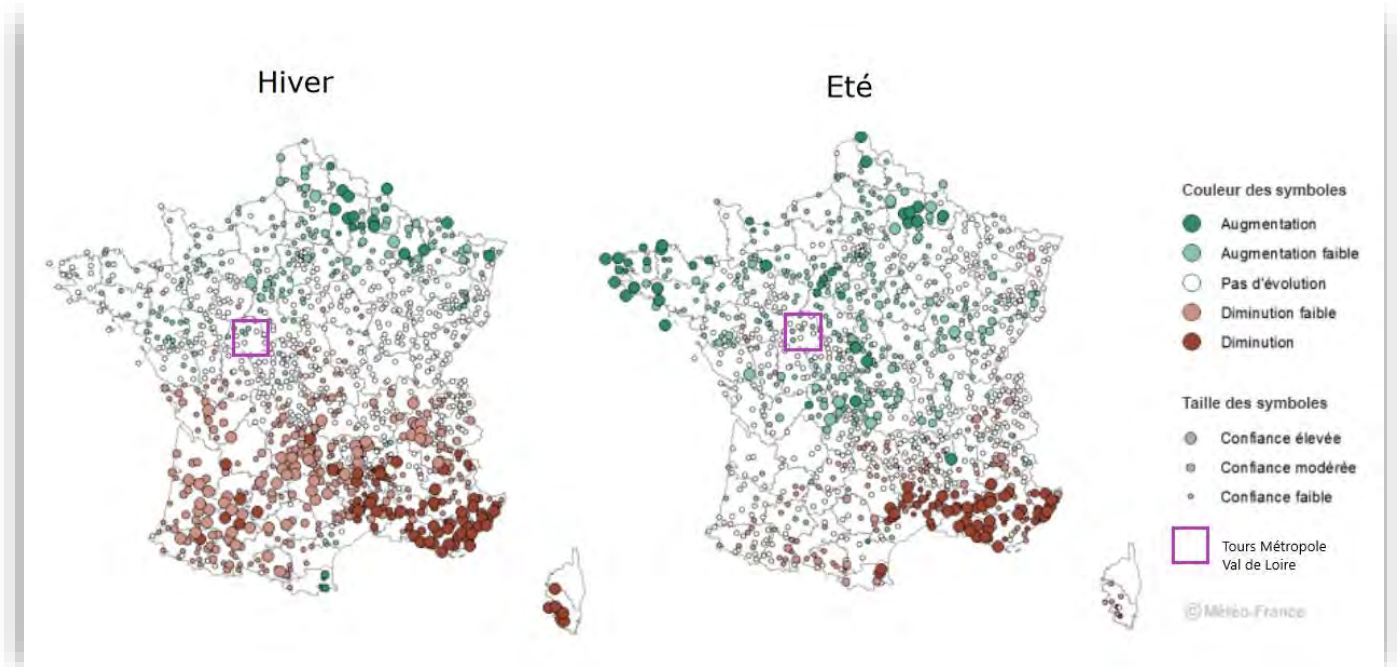 Hiver
Eté
Couleur des symboles
Augmentation
Augmentation faible
Pas d'évolution
Diminution faible
Diminution
Taille des symboles
Confiance élevée
Confiance modérée
Confiance faible
Tours Métropole
Val de Loire
© Météo-France